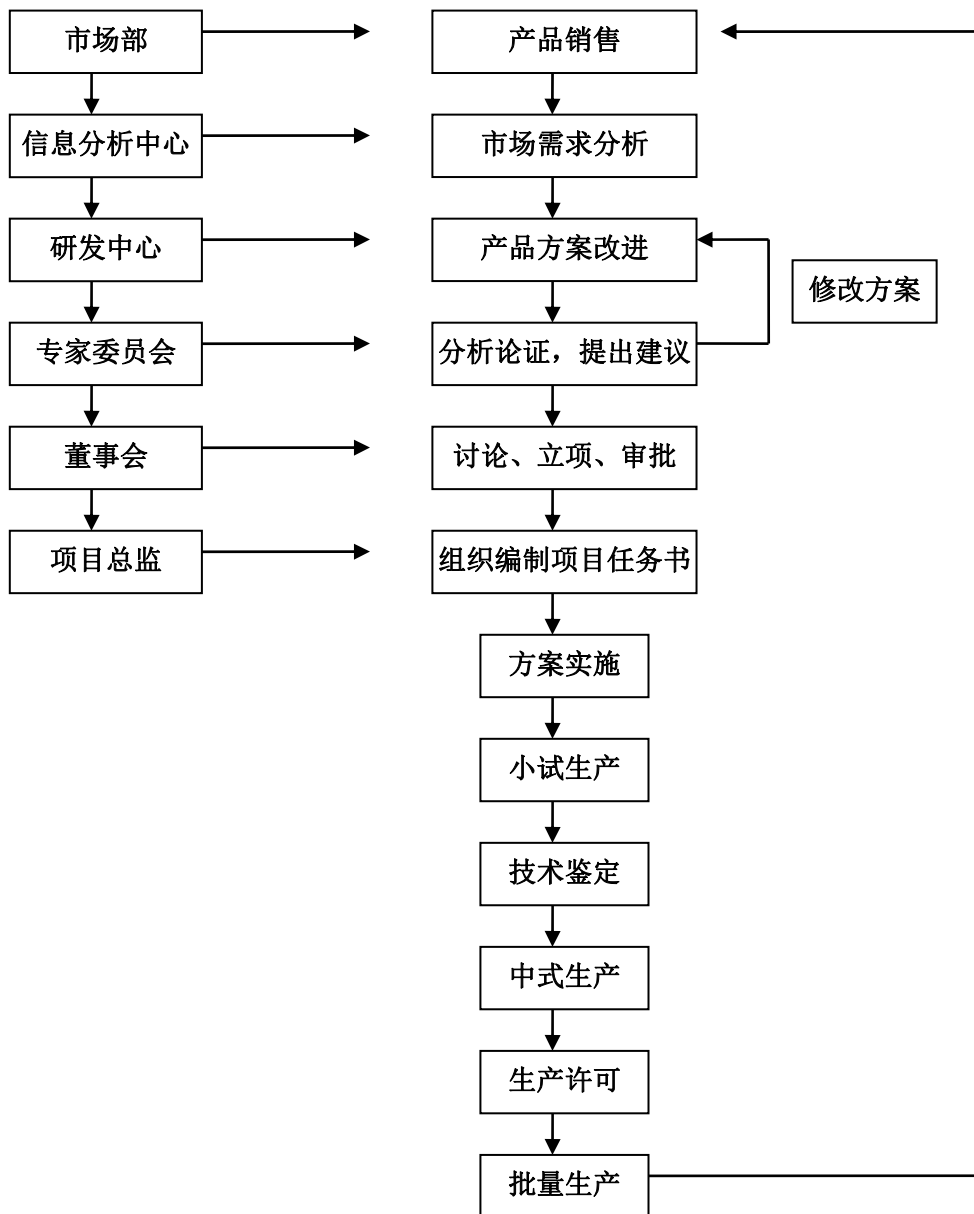 市场部
产品销售
信息分析中心
市场需求分析
研发中心
产品方案改进
修改方案
专家委员会
分析论证，提出建议
董事会
讨论、立项、审批
项目总监
组织编制项目任务书
方案实施
小试生产
技术鉴定
中式生产
生产许可
批量生产